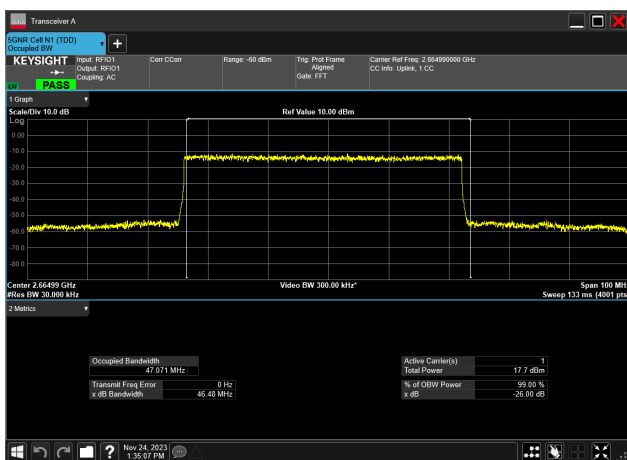 Transceiver A
5GNR Cell N1 (TDD)
Occupied BW
KEYSIGHT
Input: RFIO1
Output: RFIO1
Coupling: AC
Corr CCorr
Range: -60 dBm
Trig: Prot Frame
Aligned
Gate: FFT
Carrier Ref Freq: 2.664990000 GHz
CC Info: Uplink, 1 CC
PASS
1 Graph
Scale/Div 10.0 dB
Ref Value 10.00 dBm
Log
0.00
-10.0
-20.0
-30.0
-40.0
-50.0
-60.0
-70.0
-80.0
Center 2.66499 GHz
Video BW 300.00 kHz*
Span 100 MH
#Res BW 30.000 kHz
Sweep 133 ms (4001 pts
2 Metrics
Occupied Bandwidth
47.071 MHz
Active Carrier(s) 1
Total Power 17.7 dBm
Transmit Freq Error 0 Hz
x dB Bandwidth 46.48 MHz
% of OBW Power 99.00 %
x dB -26.00 dB
Nov 24, 2023
1:35:07 PM